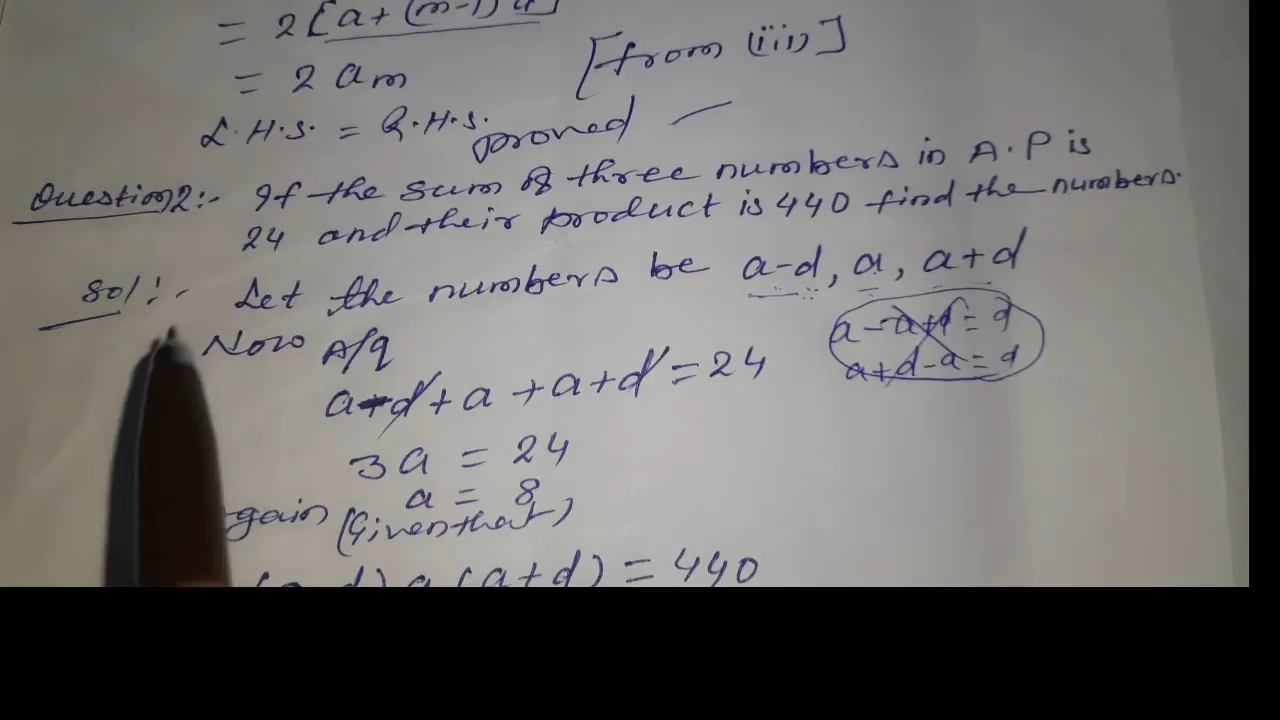 = 2[a+(m-1)d]
= 2am [from (iii)]
L.H.S. = R.H.S. proved
Question2:- If the sum of three numbers in A.P is
24 and their product is 440 find the numbers.
Sol:- Let the numbers be a-d, a, a+d
a-a+d=d
Now A/q
a+d-a=d
a-d+a+a+d=24
3a = 24
a = 8
gain (Given that)
(a-d)a(a+d)=440